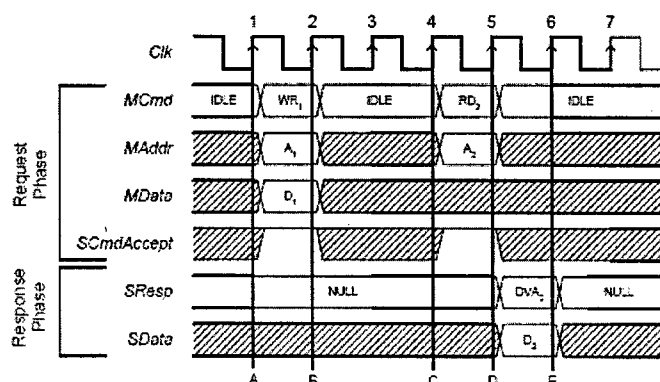 1 2 3 4 5 6 7
Clk
Request Phase
MCmd IDLE WR1 IDLE RD2 IDLE
MAddr A1 A2
MData D1
SCmdAccept
Response Phase
SResp NULL DVA2 NULL
SData D2
A B C D E